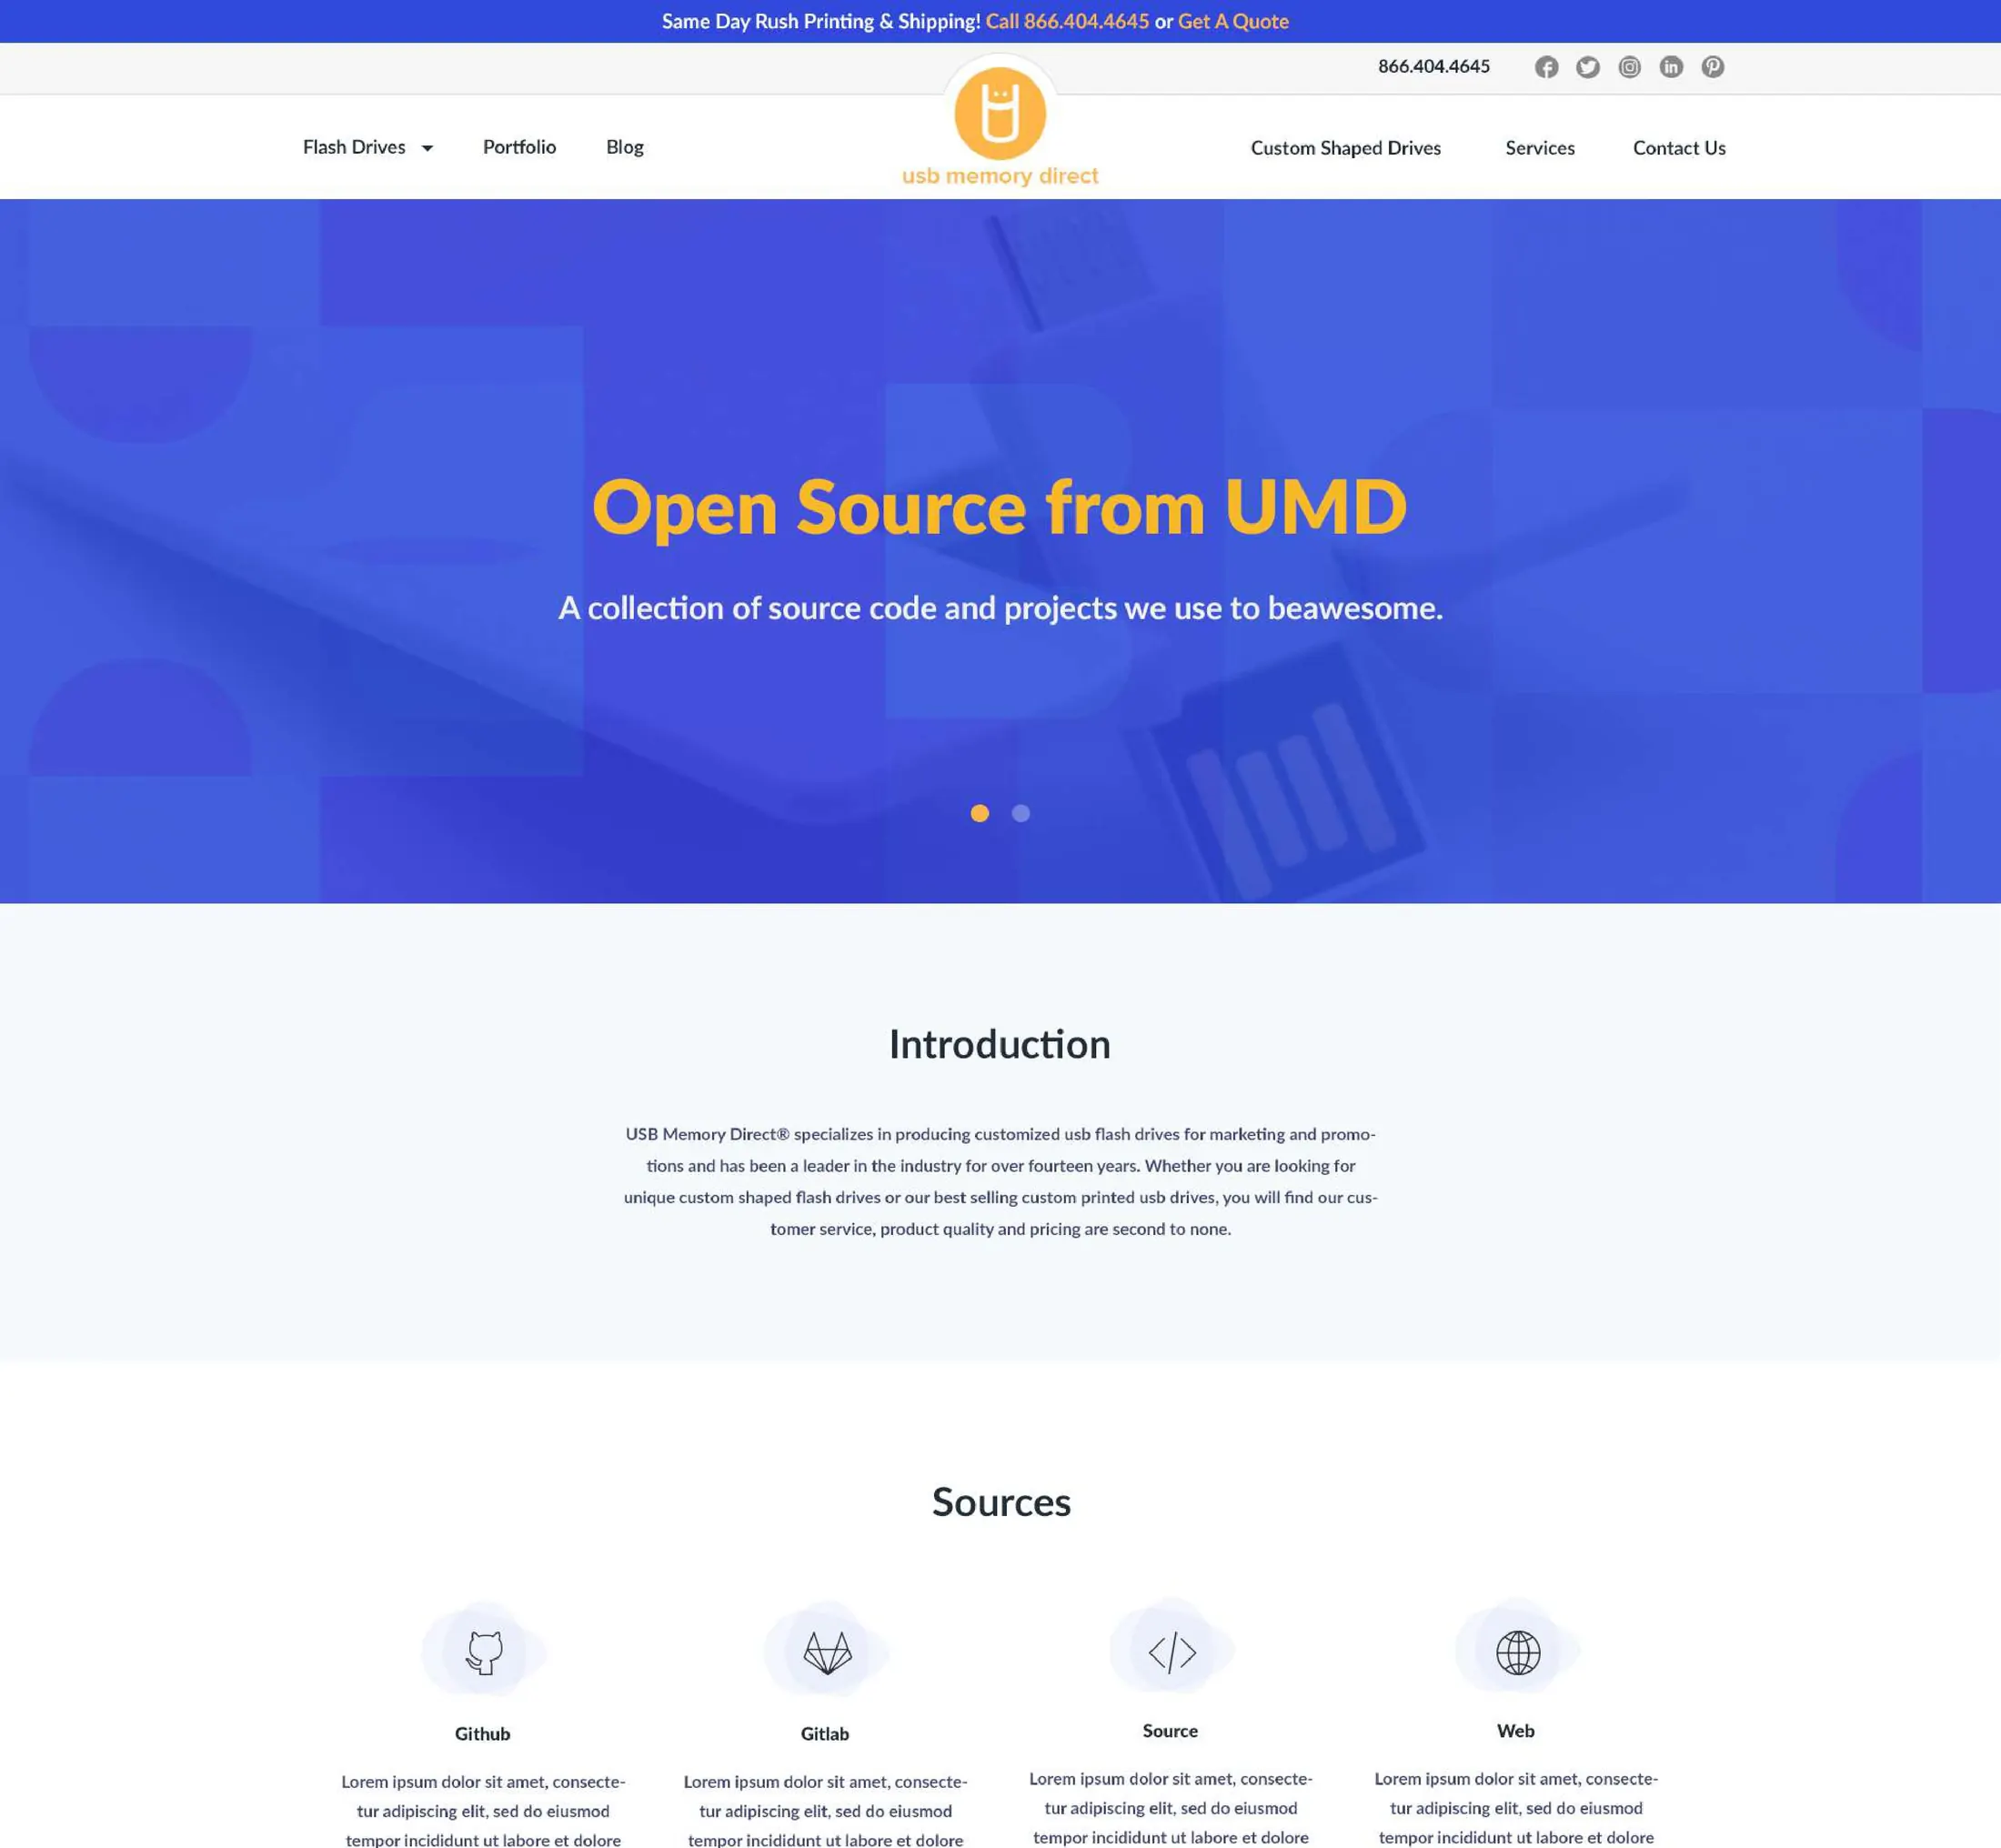 Same Day Rush Printing & Shipping! Call 866.404.4645 or Get A Quote
866.404.4645
Flash Drives
Portfolio
Blog
usb memory direct
Custom Shaped Drives
Services
Contact Us
Open Source from UMD
A collection of source code and projects we use to beawesome.
Introduction
USB Memory Direct® specializes in producing customized usb flash drives for marketing and promo-
tions and has been a leader in the industry for over fourteen years. Whether you are looking for
unique custom shaped flash drives or our best selling custom printed usb drives, you will find our cus-
tomer service, product quality and pricing are second to none.
Sources
Github
Lorem ipsum dolor sit amet, consecte-
tur adipiscing elit, sed do eiusmod
tempor incididunt ut labore et dolore
Gitlab
Lorem ipsum dolor sit amet, consecte-
tur adipiscing elit, sed do eiusmod
tempor incididunt ut labore et dolore
Source
Lorem ipsum dolor sit amet, consecte-
tur adipiscing elit, sed do eiusmod
tempor incididunt ut labore et dolore
Web
Lorem ipsum dolor sit amet, consecte-
tur adipiscing elit, sed do eiusmod
tempor incididunt ut labore et dolore